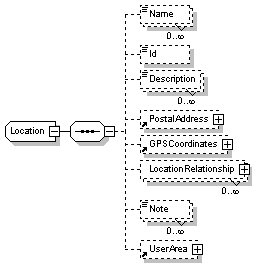 Name
0..∞
Id
Description
0..∞
Location
PostalAddress
GPSCoordinates
LocationRelationship
0..∞
Note
0..∞
UserArea